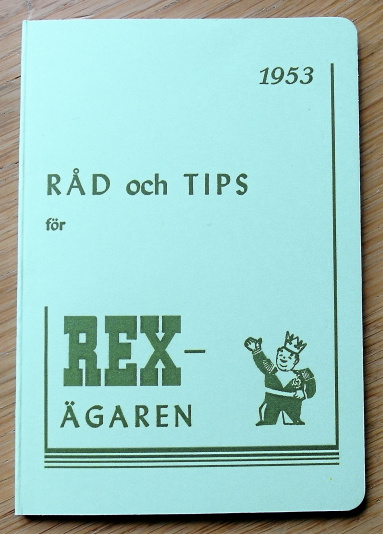 1953
RÅD och TIPS
för
REX-
ÄGAREN